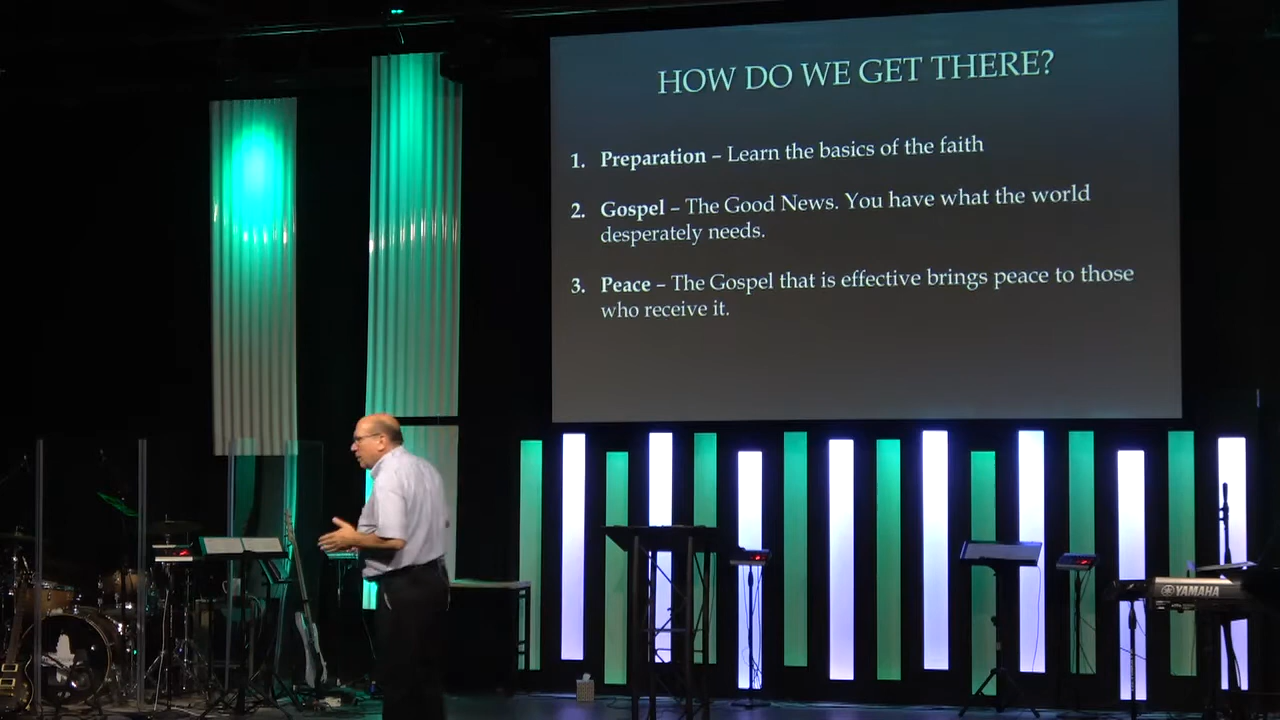 HOW DO WE GET THERE?
1. Preparation – Learn the basics of the faith
2. Gospel – The Good News. You have what the world
desperately needs.
3. Peace – The Gospel that is effective brings peace to those
who receive it.
YAMAHA